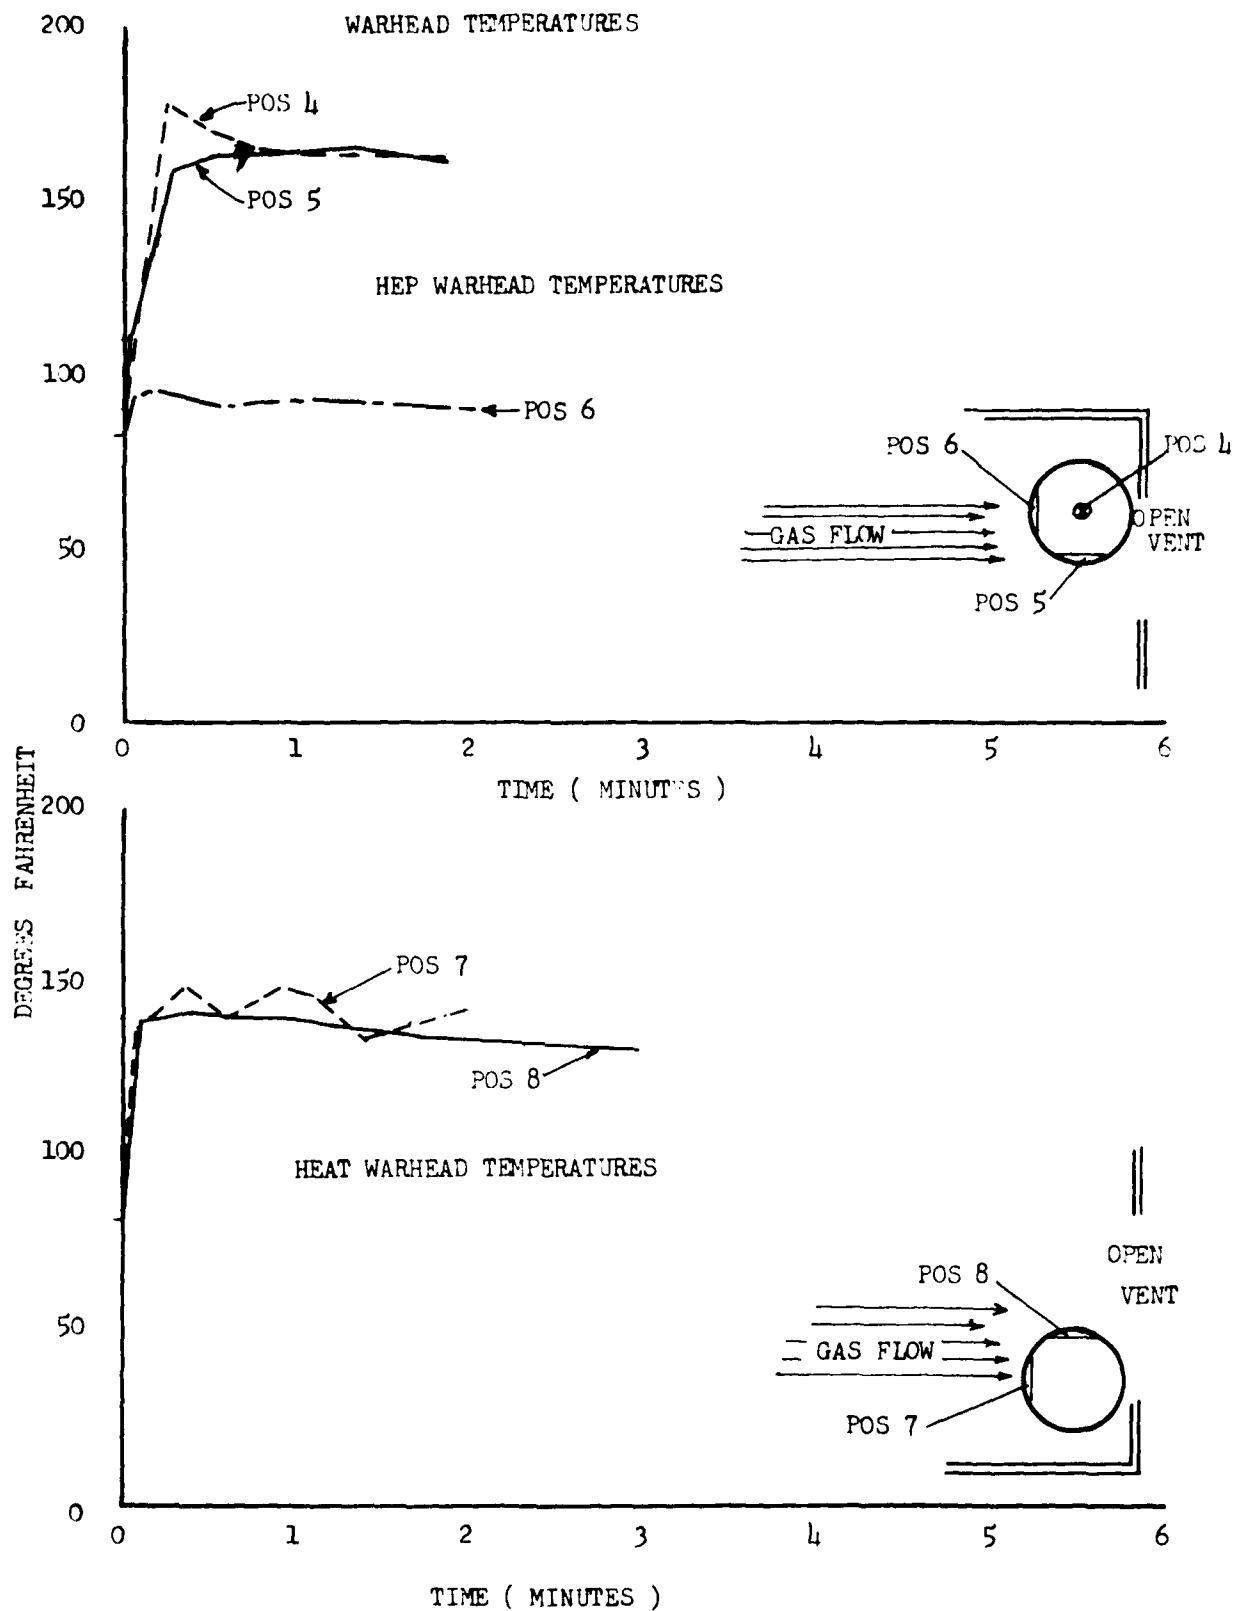 WARHEAD TEMPERATURES
200
POS 4
150
POS 5
HEP WARHEAD TEMPERATURES
100
POS 6
POS 6
POS 4
50
GAS FLOW
OPEN
VENT
POS 5
0
0 1 2 3 4 5 6
TIME ( MINUTES )
DEGREES FAHRENHEIT
200
POS 7
150
POS 8
100
HEAT WARHEAD TEMPERATURES
OPEN
VENT
POS 8
50
GAS FLOW
POS 7
0
0 1 2 3 4 5 6
TIME ( MINUTES )